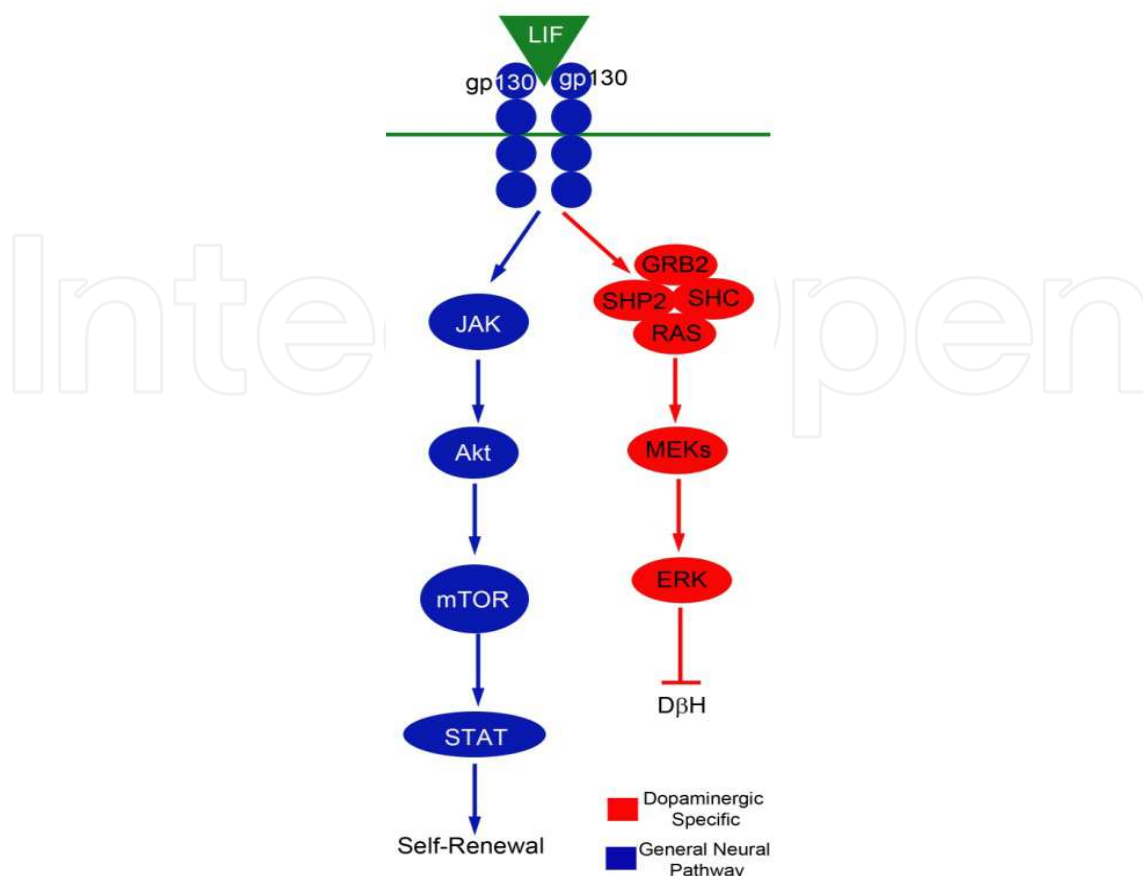 LIF
gp130 gp130
JAK
GRB2
SHP2 SHC
RAS
Akt
MEKs
mTOR
ERK
DβH
STAT
Self-Renewal
Dopaminergic
Specific
General Neural
Pathway